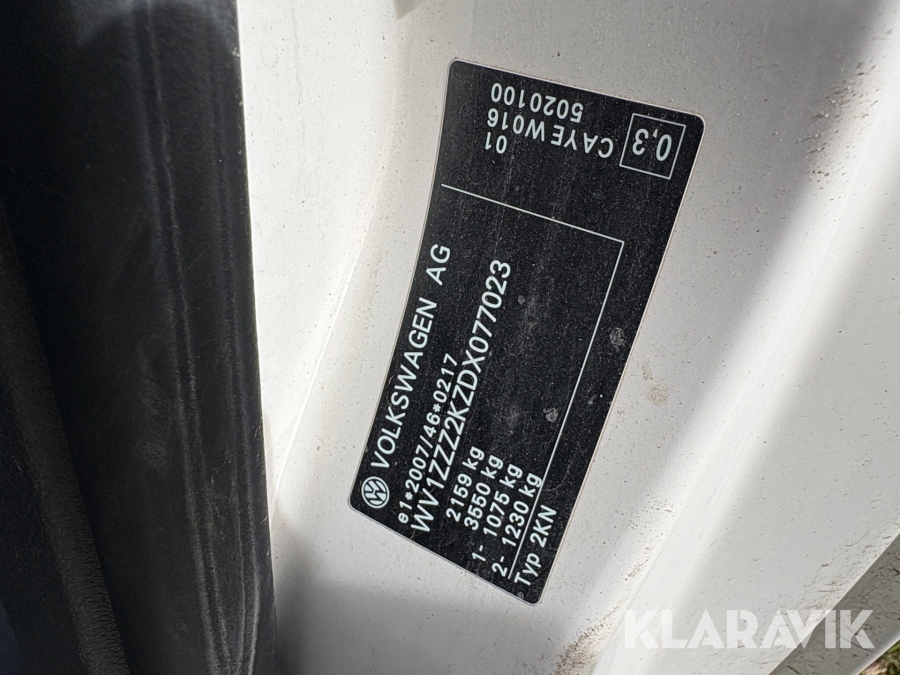 VOLKSWAGEN AG
e1*2007/46*0217
WV1ZZZ2KZDX077023
2159 kg
3550 kg
1- 1075 kg
2- 1230 kg
Typ 2KN
01
CAYE W016
5020100
0,3
KLARAVIK